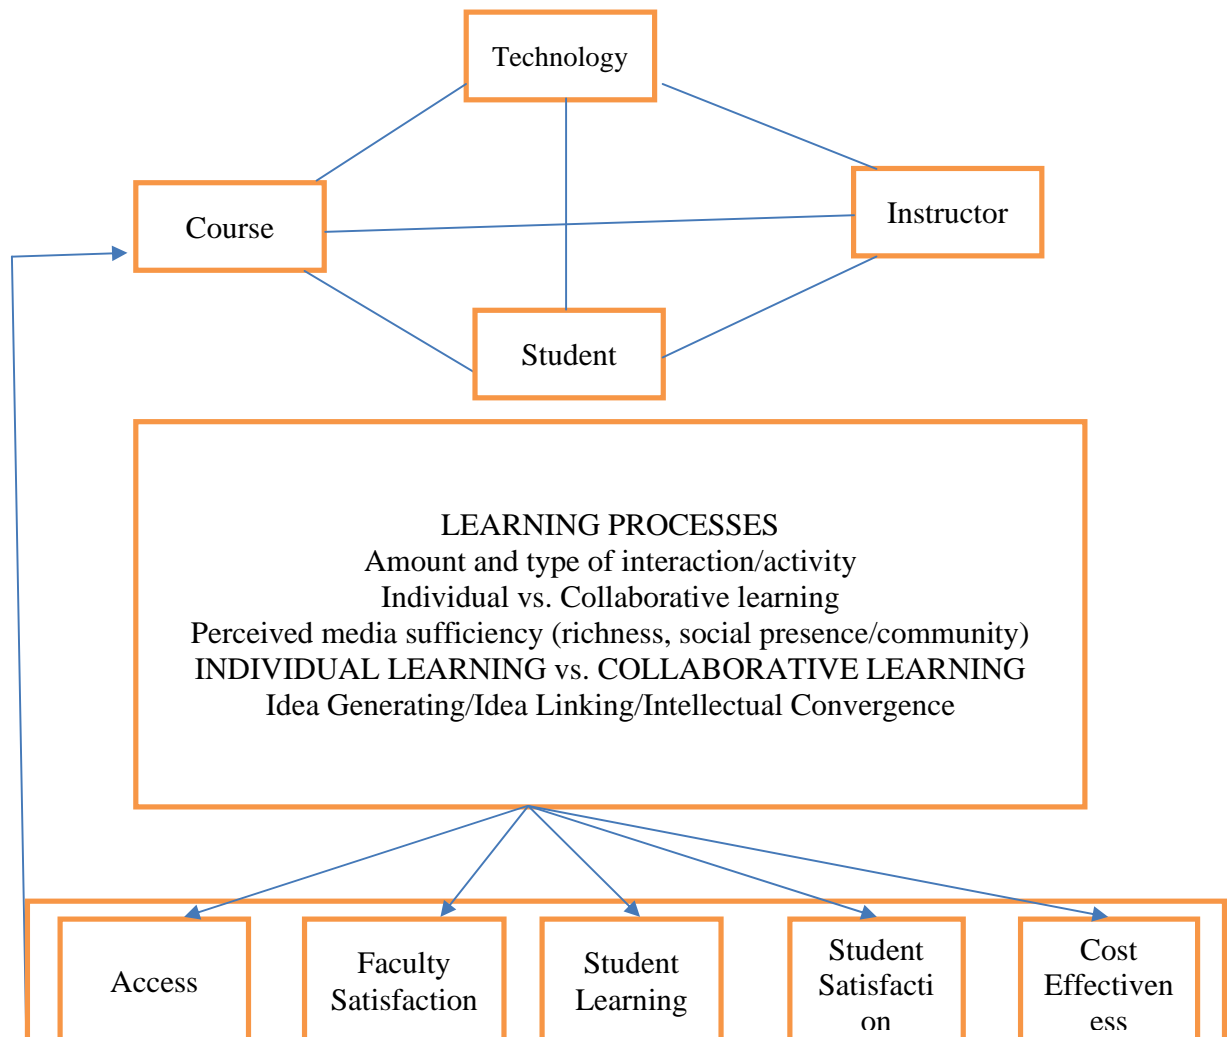 Technology
Course
Instructor
Student
LEARNING PROCESSES
Amount and type of interaction/activity
Individual vs. Collaborative learning
Perceived media sufficiency (richness, social presence/community)
INDIVIDUAL LEARNING vs. COLLABORATIVE LEARNING
Idea Generating/Idea Linking/Intellectual Convergence
Access
Faculty
Satisfaction
Student
Learning
Student
Satisfacti
on
Cost
Effectiven
ess